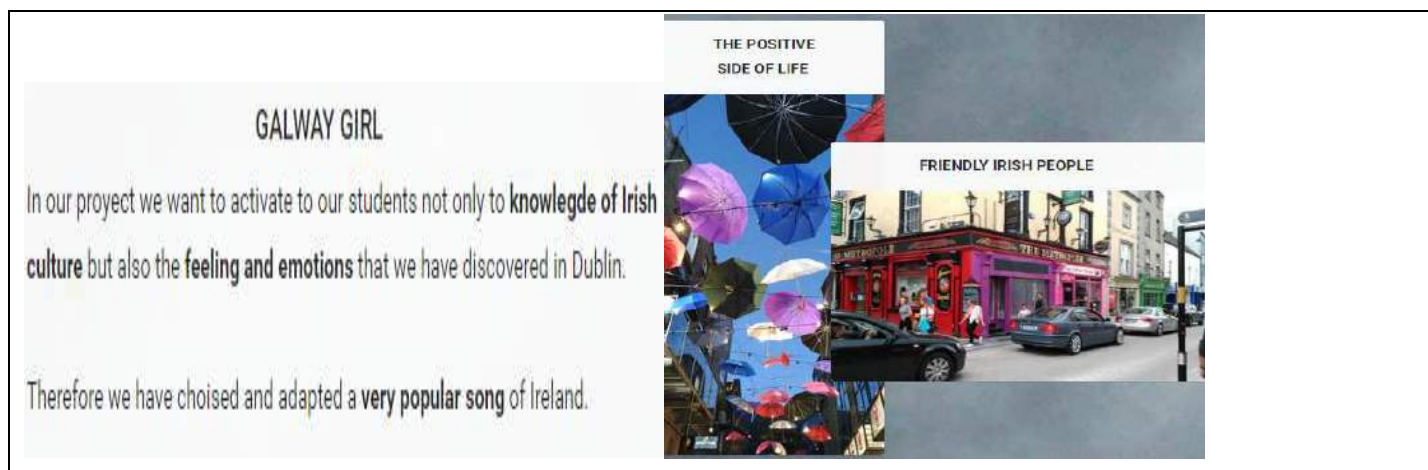 GALWAY GIRL
In our proyect we want to activate to our students not only to knowlegde of Irish
culture but also the feeling and emotions that we have discovered in Dublin.
Therefore we have choised and adapted a very popular song of Ireland.
THE POSITIVE
SIDE OF LIFE
FRIENDLY IRISH PEOPLE
THE METROPOLE